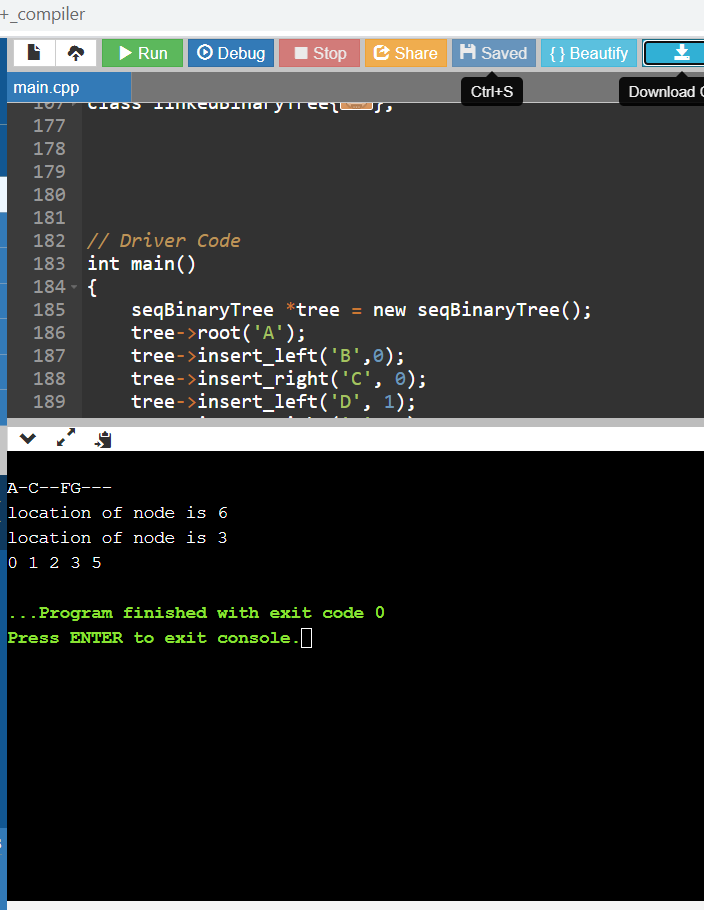 +_compiler
Run Debug Stop Share Saved { } Beautify
main.cpp Ctrl+S Download
167 class linkedBinaryTree{ };
177
178
179
180
181
182 // Driver Code
183 int main()
184 {
185 seqBinaryTree *tree = new seqBinaryTree();
186 tree->root('A');
187 tree->insert_left('B',0);
188 tree->insert_right('C', 0);
189 tree->insert_left('D', 1);
A-C--FG---
location of node is 6
location of node is 3
0 1 2 3 5
...Program finished with exit code 0
Press ENTER to exit console.